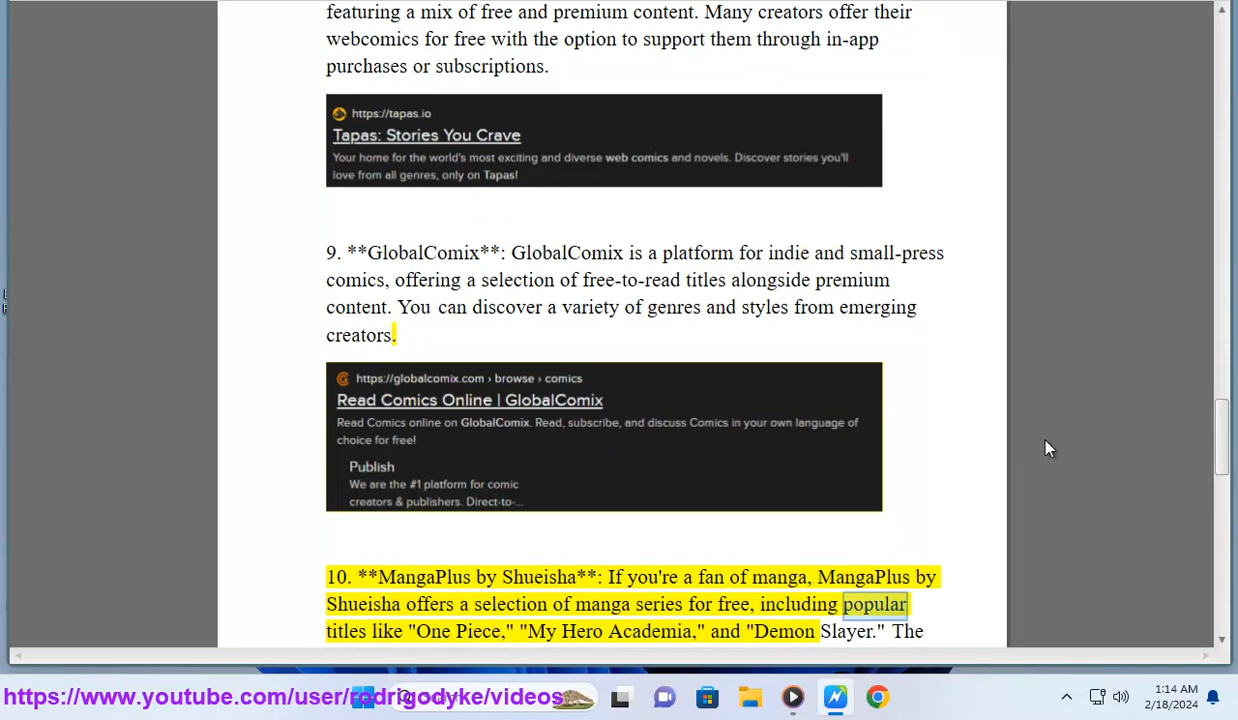 featuring a mix of free and premium content. Many creators offer their
webcomics for free with the option to support them through in-app
purchases or subscriptions.
https://tapas.io
Tapas: Stories You Crave
Your home for the world's most exciting and diverse web comics and novels. Discover stories you'll
love from all genres, only on Tapas!
9. **GlobalComix**: GlobalComix is a platform for indie and small-press
comics, offering a selection of free-to-read titles alongside premium
content. You can discover a variety of genres and styles from emerging
creators.
https://globalcomix.com › browse › comics
Read Comics Online | GlobalComix
Read Comics online on GlobalComix. Read, subscribe, and discuss Comics in your own language of
choice for free!
Publish
We are the #1 platform for comic
creators & publishers. Direct-to-...
10. **MangaPlus by Shueisha**: If you're a fan of manga, MangaPlus by
Shueisha offers a selection of manga series for free, including popular
titles like "One Piece," "My Hero Academia," and "Demon Slayer." The
https://www.youtube.com/user/rodrigodyke/videos
1:14 AM
2/18/2024